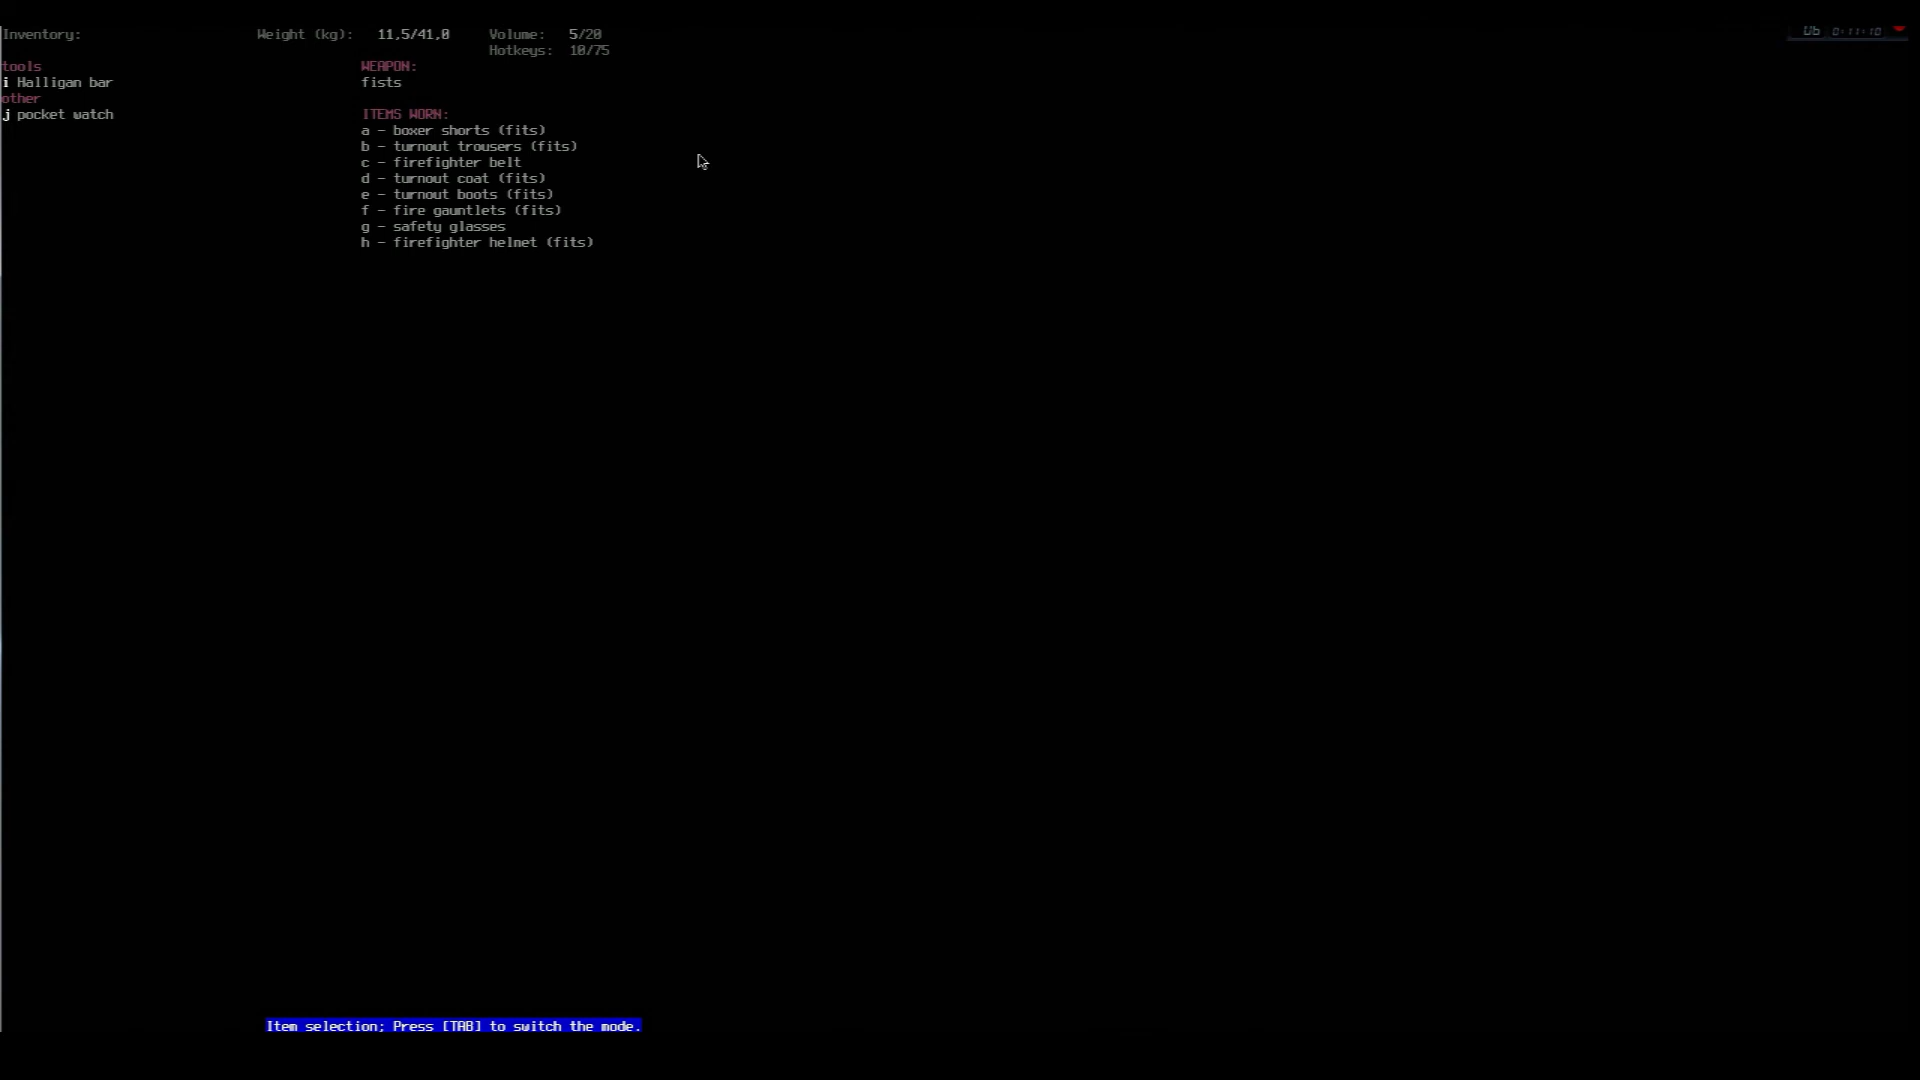 Inventory: Weight (kg): 11,5/41,0 Volume: 5/20
Hotkeys: 10/75
tools
i Halligan bar
other
j pocket watch
WEAPON:
fists
ITEMS WORN:
a - boxer shorts (fits)
b - turnout trousers (fits)
c - firefighter belt
d - turnout coat (fits)
e - turnout boots (fits)
f - fire gauntlets (fits)
g - safety glasses
h - firefighter helmet (fits)
Item selection; Press [TAB] to switch the mode.